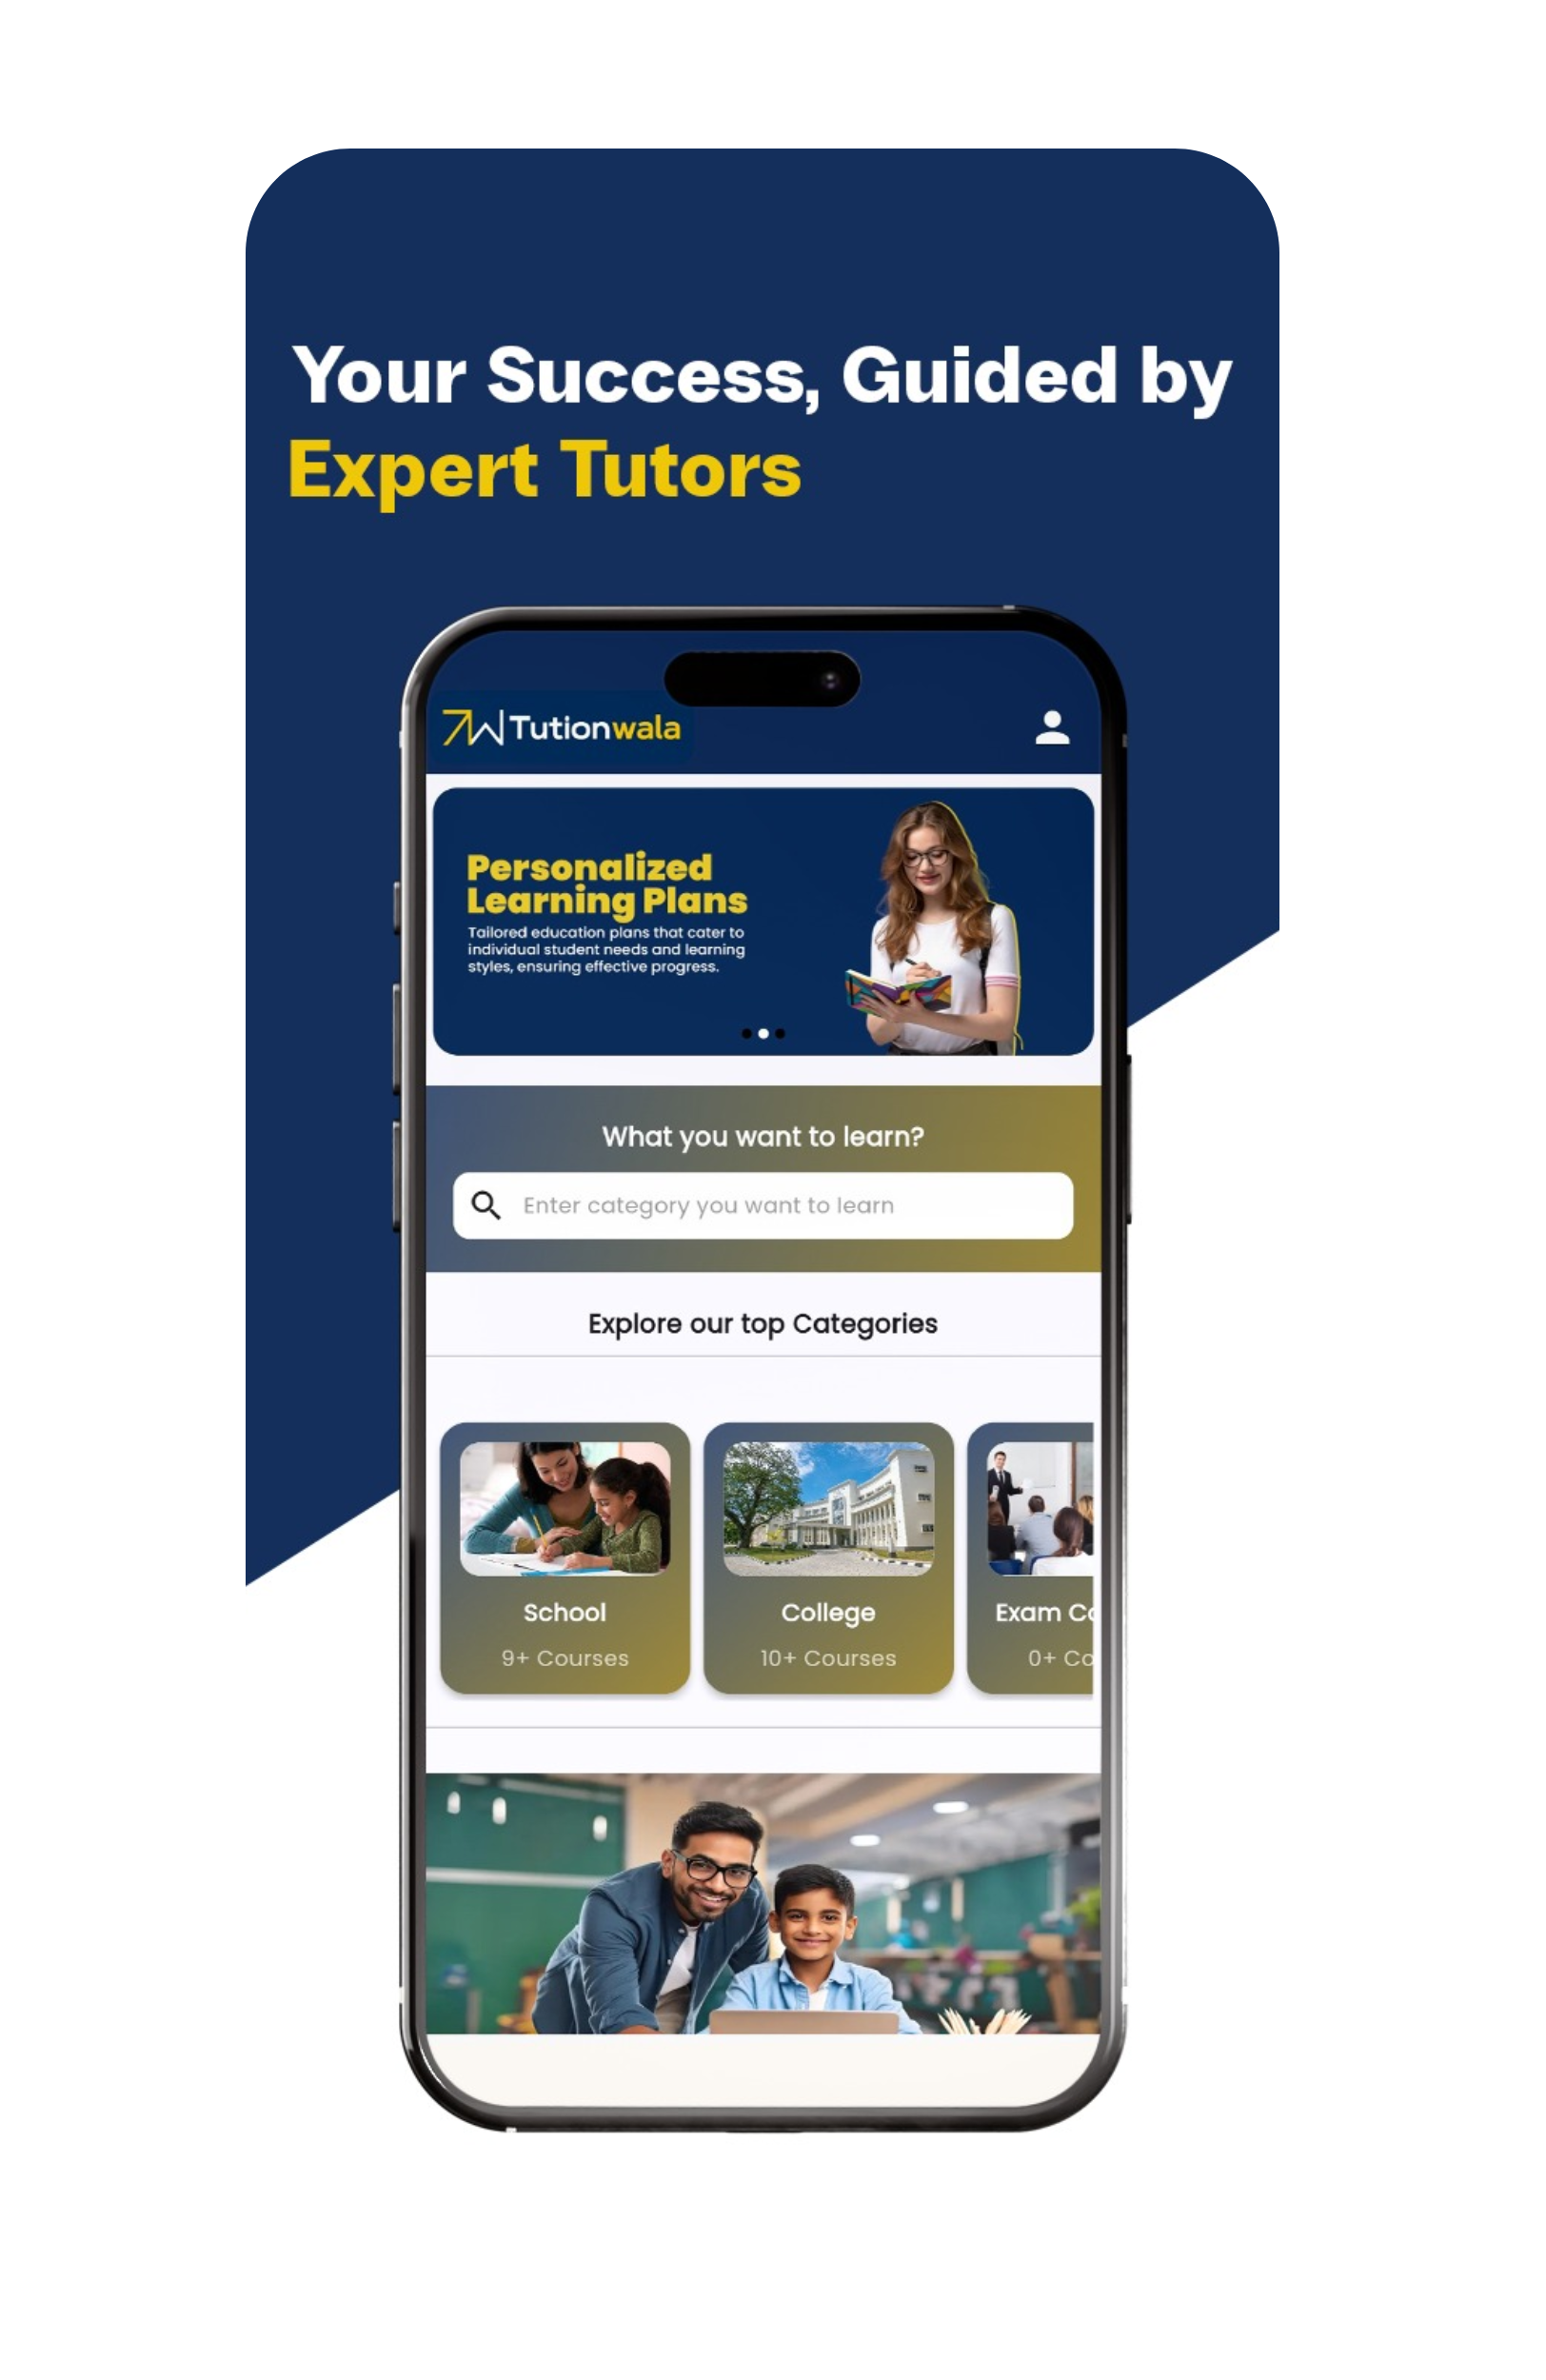 Your Success, Guided by
Expert Tutors
Tutionwala
Personalized
Learning Plans
Tailored education plans that cater to
individual student needs and learning
styles, ensuring effective progress.
What you want to learn?
Enter category you want to learn
Explore our top Categories
School
9+ Courses
College
10+ Courses
Exam Co
0+ Co